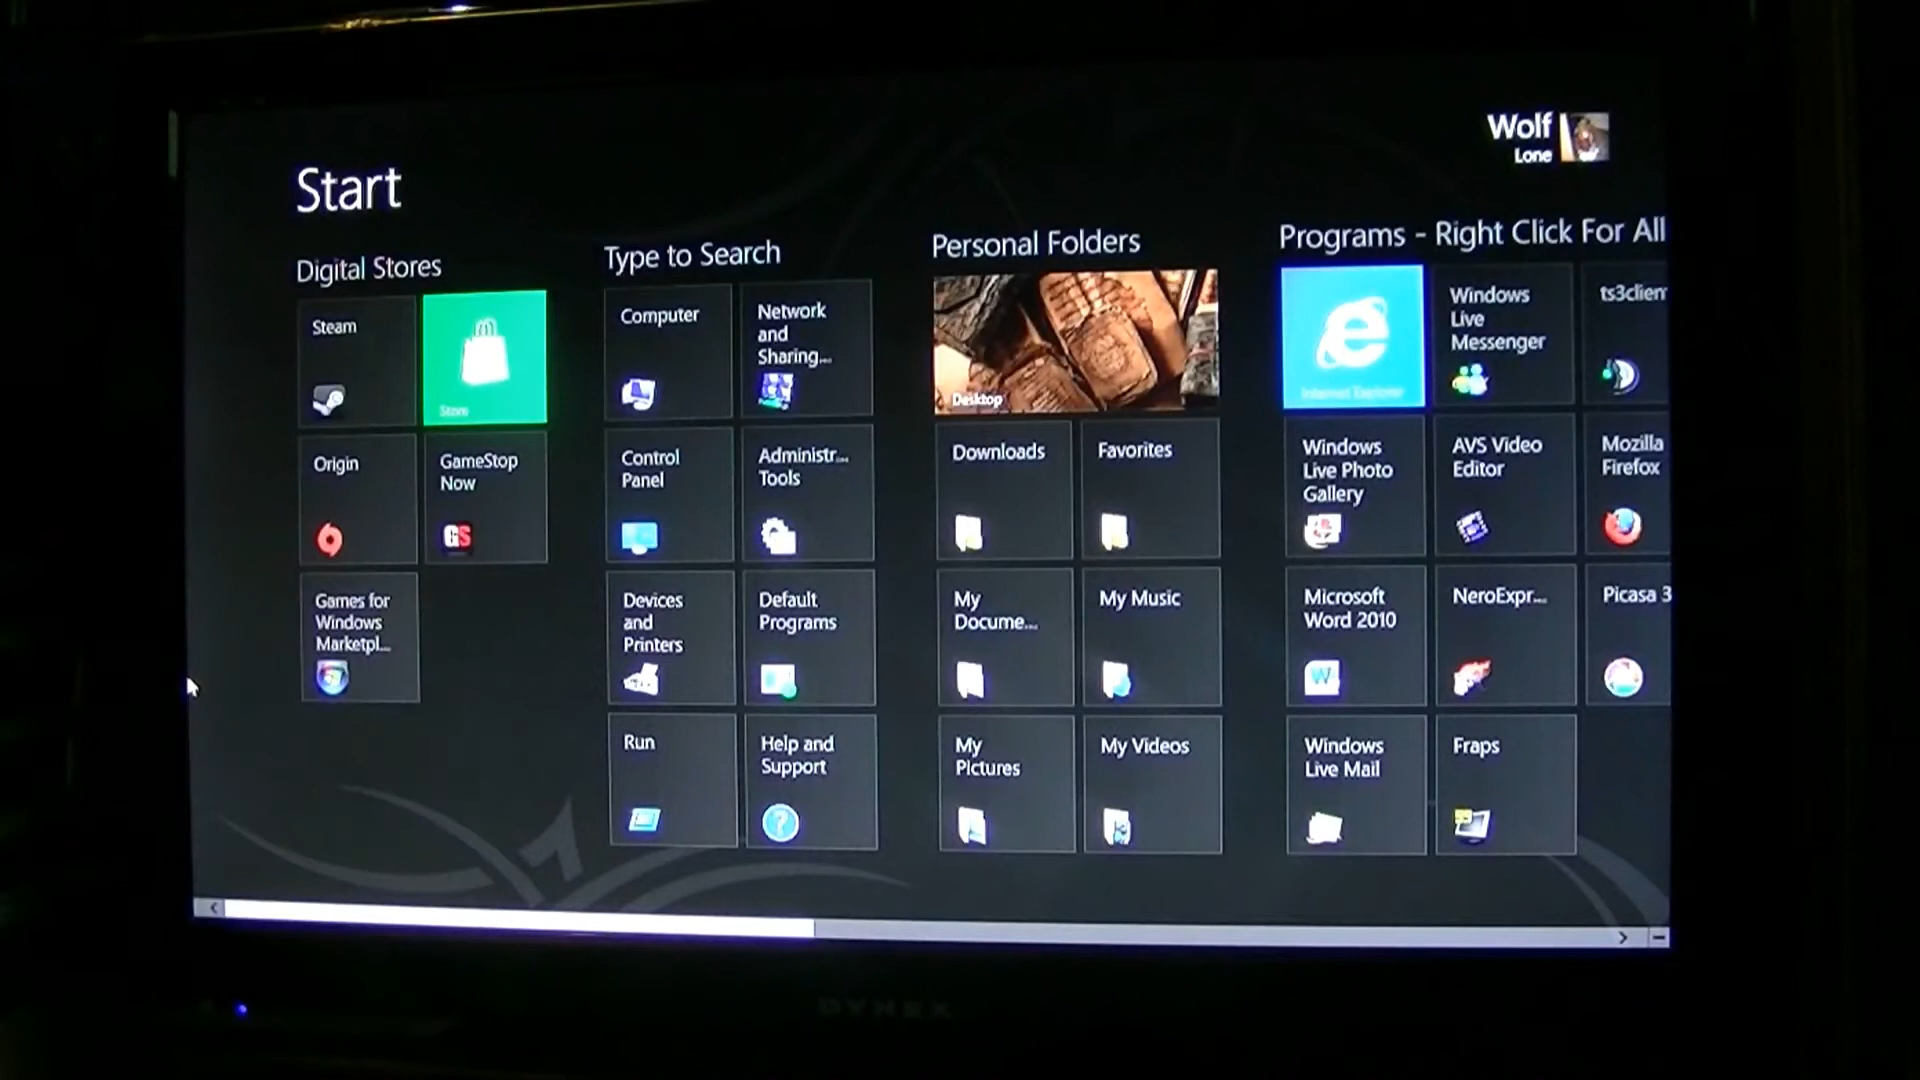 Wolf
Lone
Start
Digital Stores
Steam
Store
Origin
GameStop
Now
GS
Games for
Windows
Marketpl...
Type to Search
Computer
Network
and
Sharing...
Control
Panel
Administr...
Tools
Devices
and
Printers
Default
Programs
Run
Help and
Support
Personal Folders
Desktop
Downloads
Favorites
My
Docume...
My Music
My
Pictures
My Videos
Programs - Right Click For All
Internet Explorer
Windows
Live
Messenger
ts3client
Windows
Live Photo
Gallery
AVS Video
Editor
Mozilla
Firefox
Microsoft
Word 2010
NeroExpr...
Picasa 3
Windows
Live Mail
Fraps
DYNEX